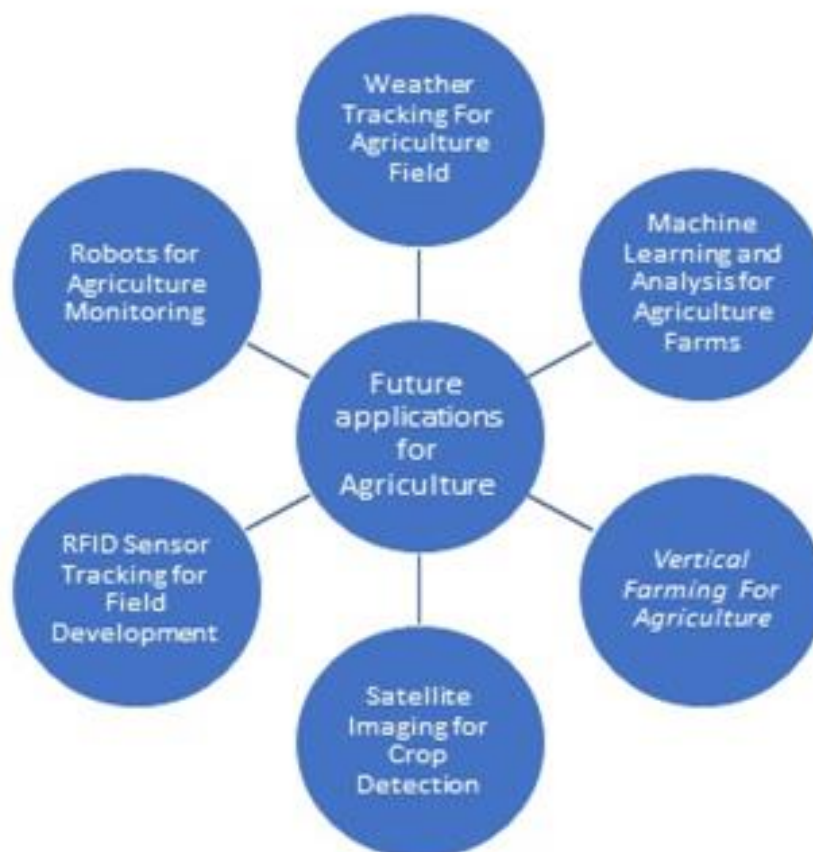 Weather
Tracking For
Agriculture
Field
Robots for
Agriculture
Monitoring
Machine
Learning and
Analysis for
Agriculture
Farms
Future
applications
for
Agriculture
RFID Sensor
Tracking for
Field
Development
Vertical
Farming For
Agriculture
Satellite
Imaging for
Crop
Detection